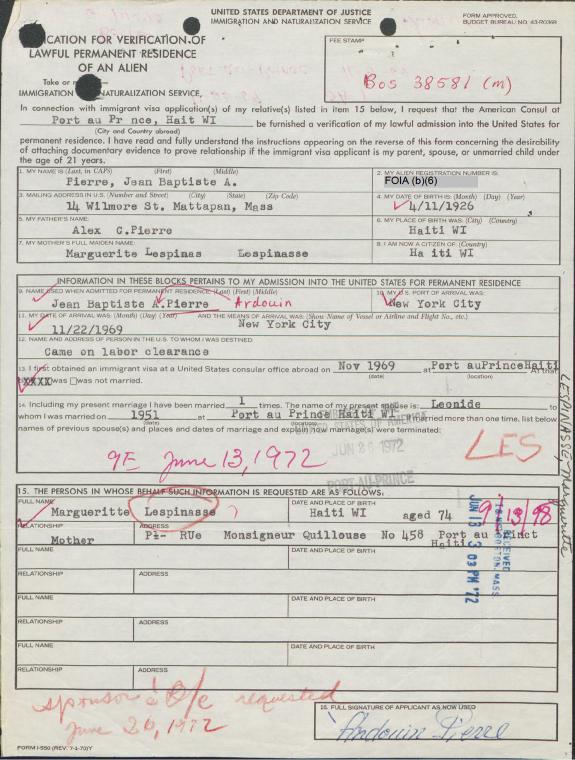 UNITED STATES DEPARTMENT OF JUSTICE
IMMIGRATION AND NATURALIZATION SERVICE
FORM APPROVED.
BUDGET BUREAU: NO. 43-R0369
ICATION FOR VERIFICATION OF
LAWFUL PERMANENT RESIDENCE
OF AN ALIEN
FEE STAMP
Bos 38581 (m)
Take or
IMMIGRATION NATURALIZATION SERVICE,
In connection with immigrant visa application(s) of my relative(s) listed in item 15 below, I request that the American Consul at
Port au Pr nce, Hait WI be furnished a verification of my lawful admission into the United States for
(City and Country abroad)
permanent residence. I have read and fully understand the instructions appearing on the reverse of this form concerning the desirability
of attaching documentary evidence to prove relationship if the immigrant visa applicant is my parent, spouse, or unmarried child under
the age of 21 years.
1. MY NAME IS (Last, in CAPS) (First) (Middle)
Pierre, Jean Baptiste A.
2. MY ALIEN REGISTRATION NUMBER IS:
FOIA (b)(6)
3. MAILING ADDRESS IN U.S. (Number and Street) (City) (State) (Zip Code)
14 Wilmore St. Mattapan, Mass
4. MY DATE OF BIRTH IS: (Month) (Day) (Year)
4/11/1926
5. MY FATHER'S NAME:
Alex C.Pierre
6. MY PLACE OF BIRTH WAS: (City) (Country)
Haiti WI
7. MY MOTHER'S FULL MAIDEN NAME:
Marguerite Lespinas Lespinasse
8. I AM NOW A CITIZEN OF: (Country)
Ha iti WI
INFORMATION IN THESE BLOCKS PERTAINS TO MY ADMISSION INTO THE UNITED STATES FOR PERMANENT RESIDENCE
9. NAME USED WHEN ADMITTED FOR PERMANENT RESIDENCE: (Last) (First) (Middle)
Jean Baptiste A.Pierre Ardouin
10. MY U.S. PORT OF ARRIVAL WAS:
New York City
11. MY DATE OF ARRIVAL WAS: (Month) (Day) (Year) AND THE MEANS OF ARRIVAL WAS: (Show Name of Vessel or Airline and Flight No., etc.)
11/22/1969 New York City
12. NAME AND ADDRESS OF PERSON IN THE U.S. TO WHOM I WAS DESTINED
Came on labor clearance
13. I first obtained an immigrant visa at a United States consular office abroad on Nov 1969 at Port auPrinceHaiti At that
(date) (location)
XXXX was was not married.
14. Including my present marriage I have been married 1 times. The name of my present spouse is: Leonide to
whom I was married on 1951 at Port au Prince Haiti WI married more than one time, list below
(date) (location)
names of previous spouse(s) and places and dates of marriage and explain how marriage(s) were terminated:
UNITED STATES OF AMERICA
JUN 26 1972
PORT-AU-PRINCE
LES
9E June 13, 1972
LESPINASSE, Marguerite
15. THE PERSONS IN WHOSE BEHALF SUCH INFORMATION IS REQUESTED ARE AS FOLLOWS:
FULL NAME
Margueritte Lespinasse
DATE AND PLACE OF BIRTH
Haiti WI aged 74 9/13/98
RELATIONSHIP
Mother
ADDRESS
RUe Monsigneur Quillouse No 458 Port au Princt
Haiti
RECEIVED
BOSTON, MASS.
JUN 13 3 03 PM '72
FULL NAME
DATE AND PLACE OF BIRTH
RELATIONSHIP
ADDRESS
FULL NAME
DATE AND PLACE OF BIRTH
RELATIONSHIP
ADDRESS
FULL NAME
DATE AND PLACE OF BIRTH
RELATIONSHIP
ADDRESS
sponsor's B/c requested
June 26, 1972
16. FULL SIGNATURE OF APPLICANT AS NOW USED
Ardouin Pierre
FORM I-550 (REV. 7-1-70)Y